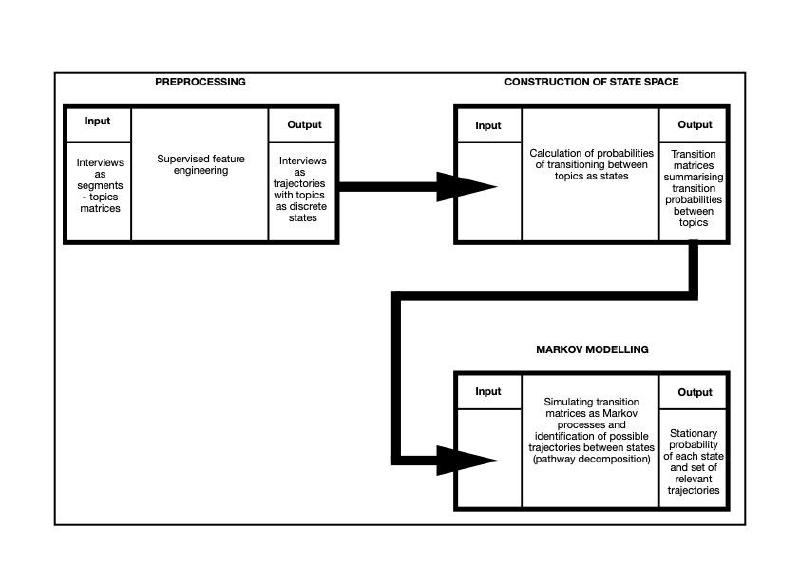 PREPROCESSING
Input
Interviews
as
segments
- topics
matrices
Supervised feature
engineering
Output
Interviews
as
trajectories
with topics
as discrete
states
CONSTRUCTION OF STATE SPACE
Input
Calculation of probabilities
of transitioning between
topics as states
Output
Transition
matrices
summarising
transition
probabilities
between
topics
MARKOV MODELLING
Input
Simulating transition
matrices as Markov
processes and
identification of possible
trajectories between states
(pathway decomposition)
Output
Stationary
probability
of each state
and set of
relevant
trajectories